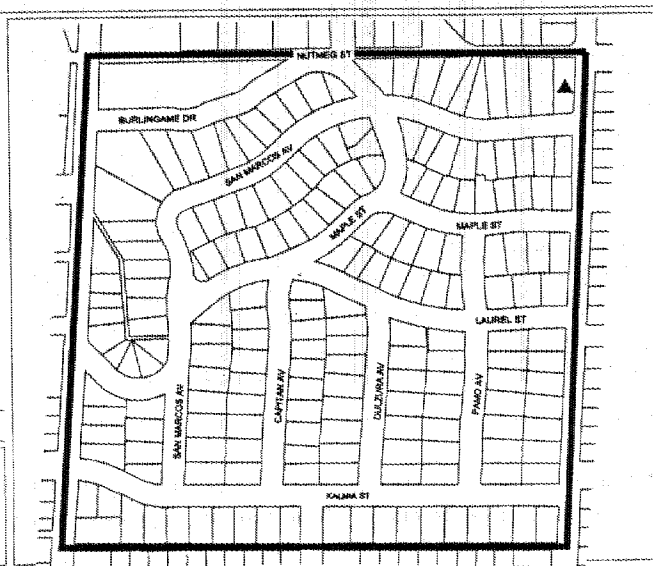 NUTMEG ST
BURLINGAME DR
SAN MARCOS AV
MAPLE ST
MAPLE ST
LAUREL ST
SAN MARCOS AV
CAPITAN AV
DULZURA AV
PAMO AV
KALMIA ST